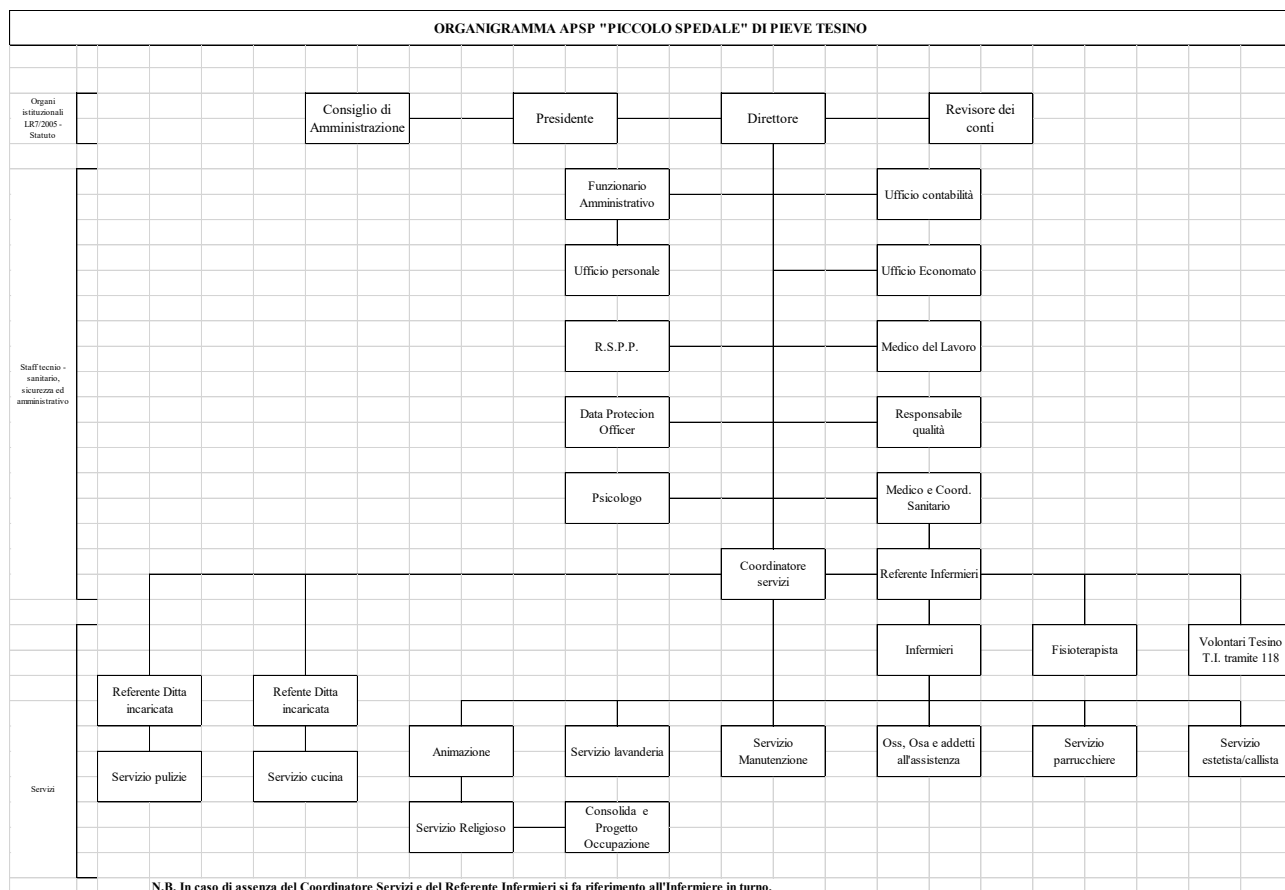 ORGANIGRAMMA APSP "PICCOLO SPEDALE" DI PIEVE TESINO
Organi
istituzionali
LR7/2005 -
Statuto
Consiglio di
Amministrazione
Presidente
Direttore
Revisore dei
conti
Staff tecnio -
sanitario,
sicurezza ed
amministrativo
Funzionario
Amministrativo
Ufficio contabilità
Ufficio personale
Ufficio Economato
R.S.P.P.
Medico del Lavoro
Data Protecion
Officer
Responsabile
qualità
Psicologo
Medico e Coord.
Sanitario
Coordinatore
servizi
Referente Infermieri
Infermieri
Fisioterapista
Volontari Tesino
T.I. tramite 118
Referente Ditta
incaricata
Refente Ditta
incaricata
Servizi
Servizio pulizie
Servizio cucina
Animazione
Servizio lavanderia
Servizio
Manutenzione
Oss, Osa e addetti
all'assistenza
Servizio
parrucchiere
Servizio
estetista/callista
Servizio Religioso
Consolida e
Progetto
Occupazione
N.B. In caso di assenza del Coordinatore Servizi e del Referente Infermieri si fa riferimento all'Infermiere in turno.